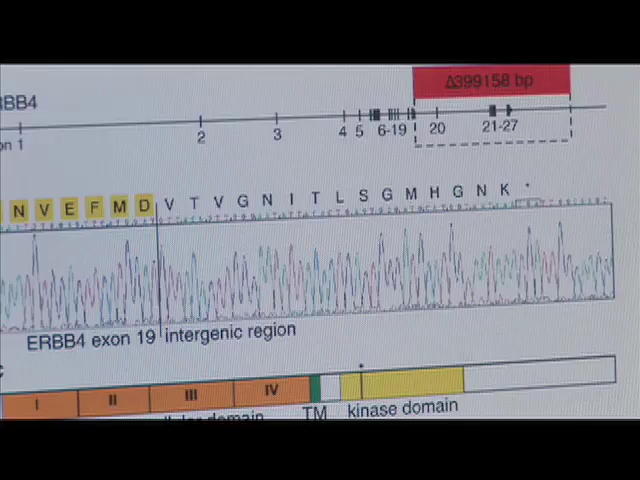 Δ399158 bp
RBB4
on 1 2 3 4 5 6-19 20 21-27
N V E F M D V T V G N I T L S G M H G N K *
ERBB4 exon 19 intergenic region
I II III IV
TM kinase domain